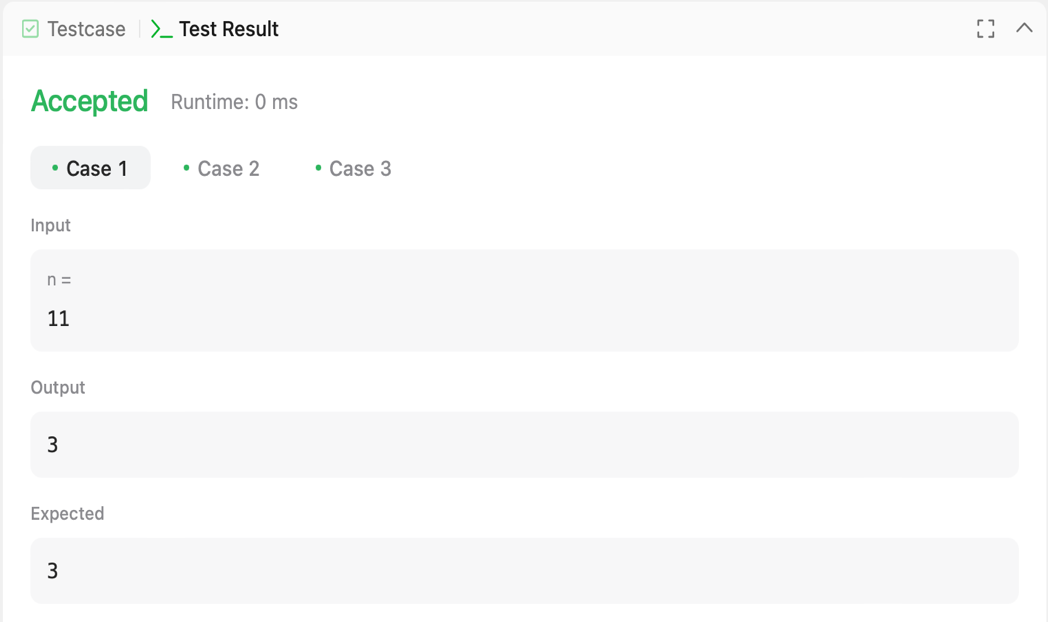 Testcase Test Result
Accepted Runtime: 0 ms
Case 1 Case 2 Case 3
Input
n =
11
Output
3
Expected
3